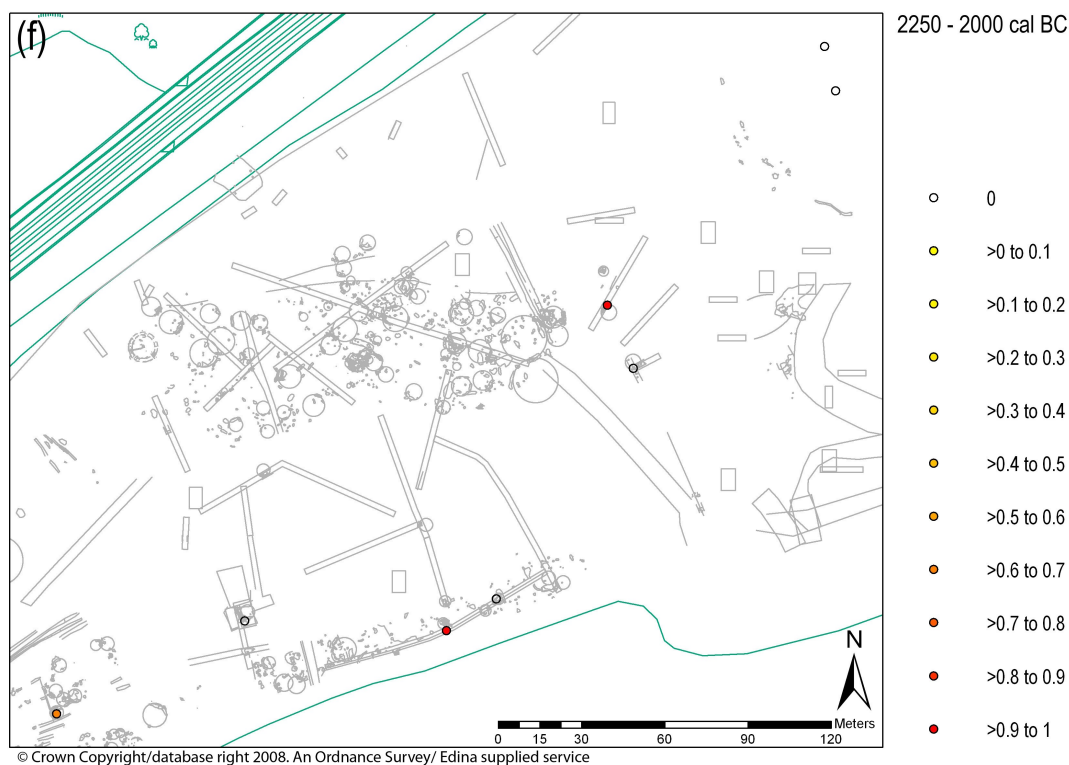 (f)
2250 - 2000 cal BC
0
>0 to 0.1
>0.1 to 0.2
>0.2 to 0.3
>0.3 to 0.4
>0.4 to 0.5
>0.5 to 0.6
>0.6 to 0.7
>0.7 to 0.8
>0.8 to 0.9
>0.9 to 1
N
Meters
0 15 30 60 90 120
© Crown Copyright/database right 2008. An Ordnance Survey/ Edina supplied service